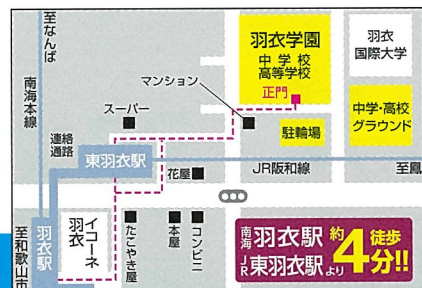 至なんば
南海本線
羽衣学園
中学校
高等学校
正門
羽衣
国際大学
マンション
スーパー
連絡
通路
東羽衣駅
駐輪場
中学・高校
グラウンド
花屋
JR阪和線
至鳳
羽衣駅
イコーネ
羽衣
たこやき屋
本屋
コンビニ
至和歌山市
南海羽衣駅
JR東羽衣駅より
約4分!!
徒歩